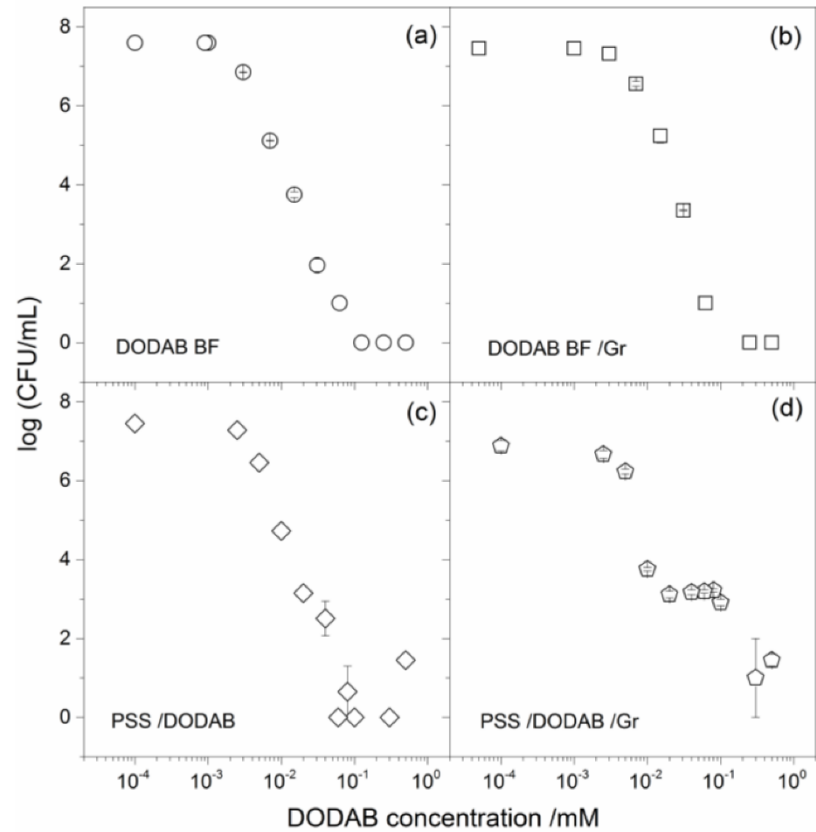 (a)
(b)
8
6
4
2
0
DODAB BF
DODAB BF /Gr
log (CFU/mL)
(c)
(d)
8
6
4
2
0
PSS /DODAB
PSS /DODAB /Gr
10⁻⁴ 10⁻³ 10⁻² 10⁻¹ 10⁰ 10⁻⁴ 10⁻³ 10⁻² 10⁻¹ 10⁰
DODAB concentration /mM